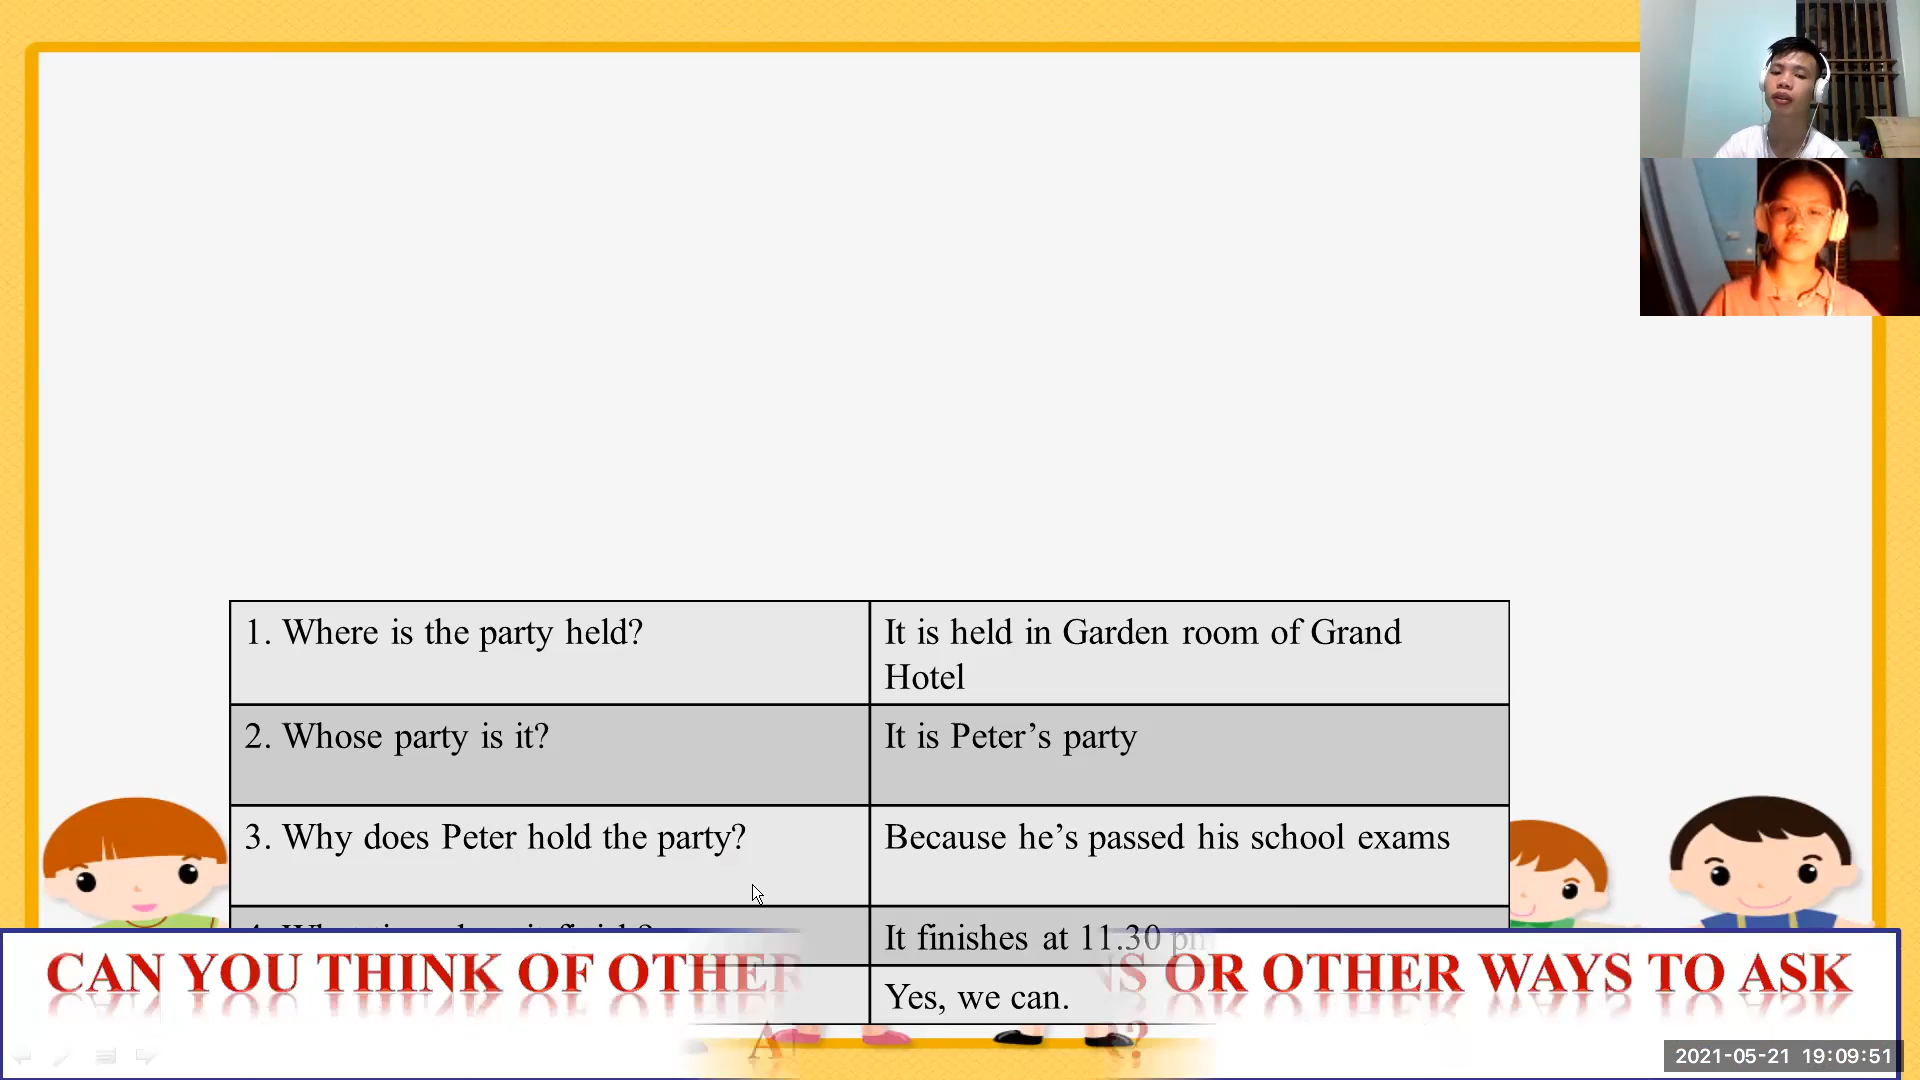 1. Where is the party held?
It is held in Garden room of Grand
Hotel
2. Whose party is it?
It is Peter’s party
3. Why does Peter hold the party?
Because he’s passed his school exams
It finishes at 11.30 pm
CAN YOU THINK OF OTHER OR OTHER WAYS TO ASK
Yes, we can.
2021-05-21 19:09:51